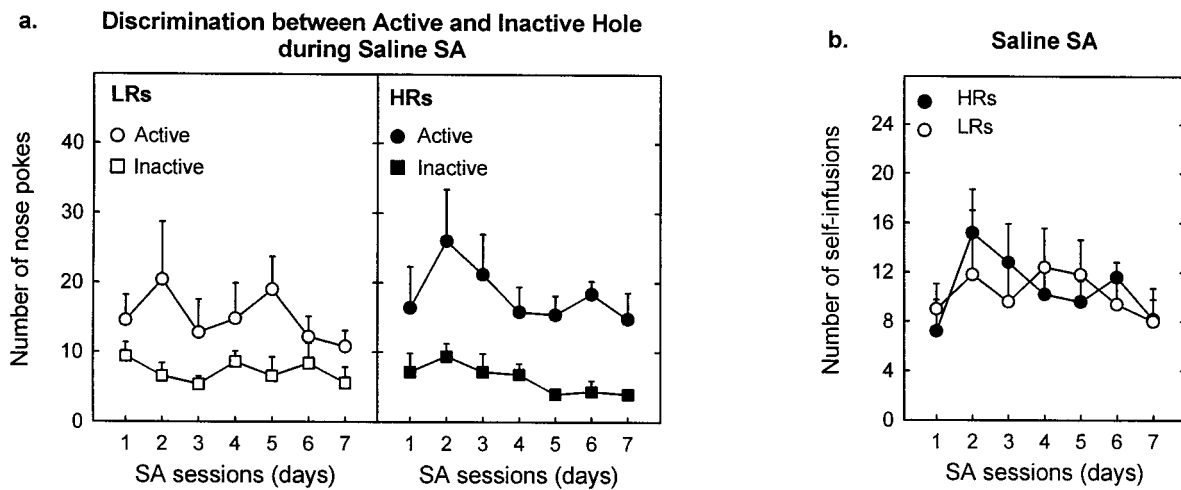 a.
Discrimination between Active and Inactive Hole
during Saline SA
LRs
Active
Inactive
HRs
Active
Inactive
Number of nose pokes
40
30
20
10
0
1 2 3 4 5 6 7
1 2 3 4 5 6 7
SA sessions (days)
SA sessions (days)
b.
Saline SA
HRs
LRs
Number of self-infusions
24
20
16
12
8
4
0
1 2 3 4 5 6 7
SA sessions (days)